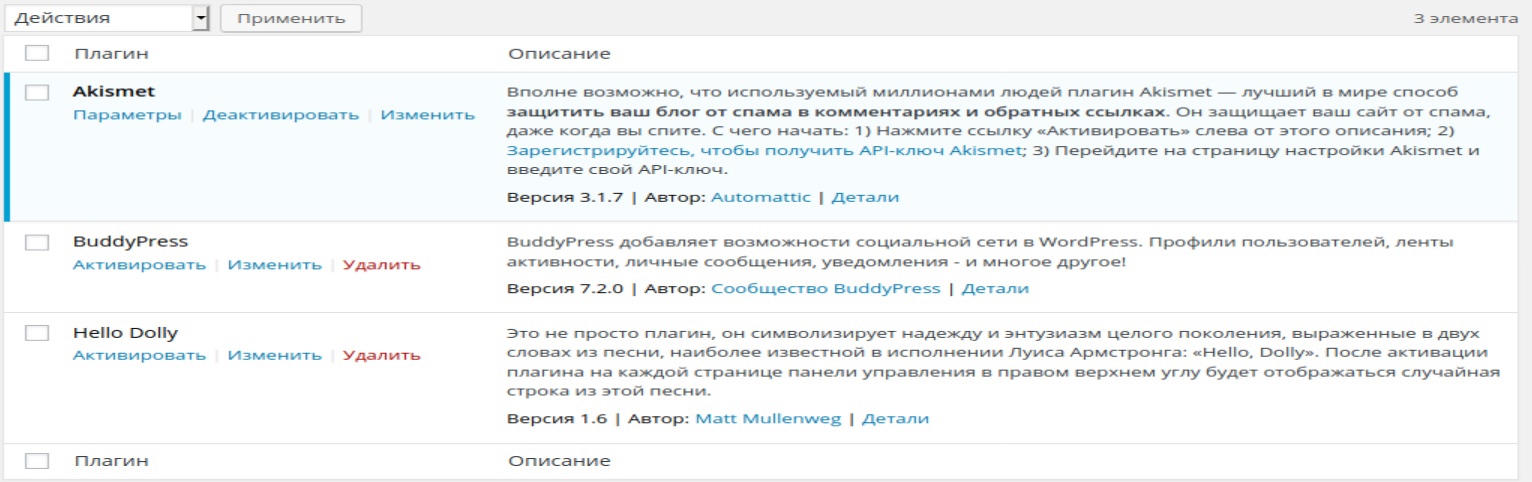 Действия Применить 3 элемента
Плагин Описание
Akismet
Параметры | Деактивировать | Изменить
Вполне возможно, что используемый миллионами людей плагин Akismet — лучший в мире способ
защитить ваш блог от спама в комментариях и обратных ссылках. Он защищает ваш сайт от спама,
даже когда вы спите. С чего начать: 1) Нажмите ссылку «Активировать» слева от этого описания; 2)
Зарегистрируйтесь, чтобы получить API-ключ Akismet; 3) Перейдите на страницу настройки Akismet и
введите свой API-ключ.
Версия 3.1.7 | Автор: Automattic | Детали
BuddyPress
Активировать | Изменить | Удалить
BuddyPress добавляет возможности социальной сети в WordPress. Профили пользователей, ленты
активности, личные сообщения, уведомления - и многое другое!
Версия 7.2.0 | Автор: Сообщество BuddyPress | Детали
Hello Dolly
Активировать | Изменить | Удалить
Это не просто плагин, он символизирует надежду и энтузиазм целого поколения, выраженные в двух
словах из песни, наиболее известной в исполнении Луиса Армстронга: «Hello, Dolly». После активации
плагина на каждой странице панели управления в правом верхнем углу будет отображаться случайная
строка из этой песни.
Версия 1.6 | Автор: Matt Mullenweg | Детали
Плагин Описание